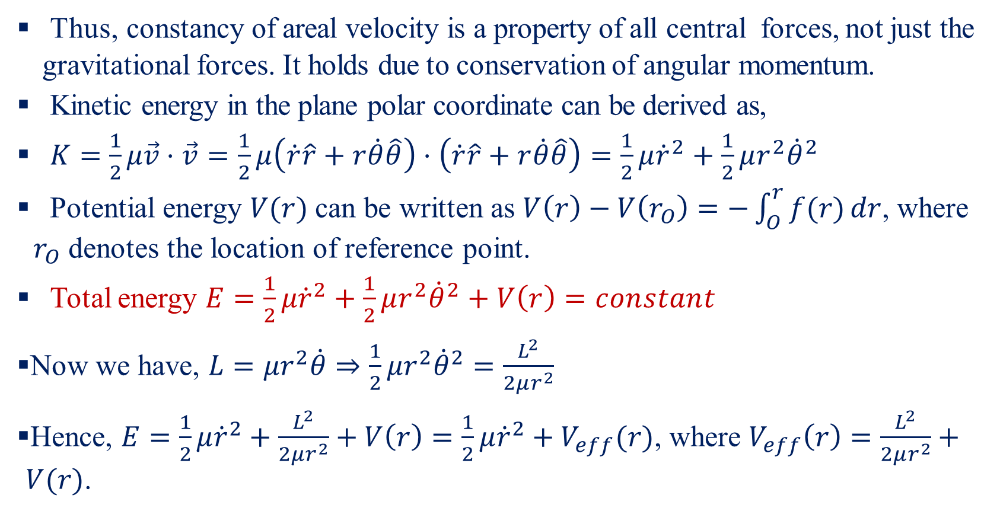 ▪ Thus, constancy of areal velocity is a property of all central forces, not just the
gravitational forces. It holds due to conservation of angular momentum.
▪ Kinetic energy in the plane polar coordinate can be derived as,
▪ $K = \frac{1}{2}\mu\vec{v}\cdot\vec{v} = \frac{1}{2}\mu(\dot{r}\hat{r} + r\dot{\theta}\hat{\theta})\cdot(\dot{r}\hat{r} + r\dot{\theta}\hat{\theta}) = \frac{1}{2}\mu\dot{r}^2 + \frac{1}{2}\mu r^2\dot{\theta}^2$
▪ Potential energy $V(r)$ can be written as $V(r) - V(r_O) = -\int_O^r f(r)\,dr$, where
$r_O$ denotes the location of reference point.
▪ Total energy $E = \frac{1}{2}\mu\dot{r}^2 + \frac{1}{2}\mu r^2\dot{\theta}^2 + V(r) = constant$
▪Now we have, $L = \mu r^2\dot{\theta} \Rightarrow \frac{1}{2}\mu r^2\dot{\theta}^2 = \frac{L^2}{2\mu r^2}$
▪Hence, $E = \frac{1}{2}\mu\dot{r}^2 + \frac{L^2}{2\mu r^2} + V(r) = \frac{1}{2}\mu\dot{r}^2 + V_{eff}(r)$, where $V_{eff}(r) = \frac{L^2}{2\mu r^2} +$
$V(r)$.